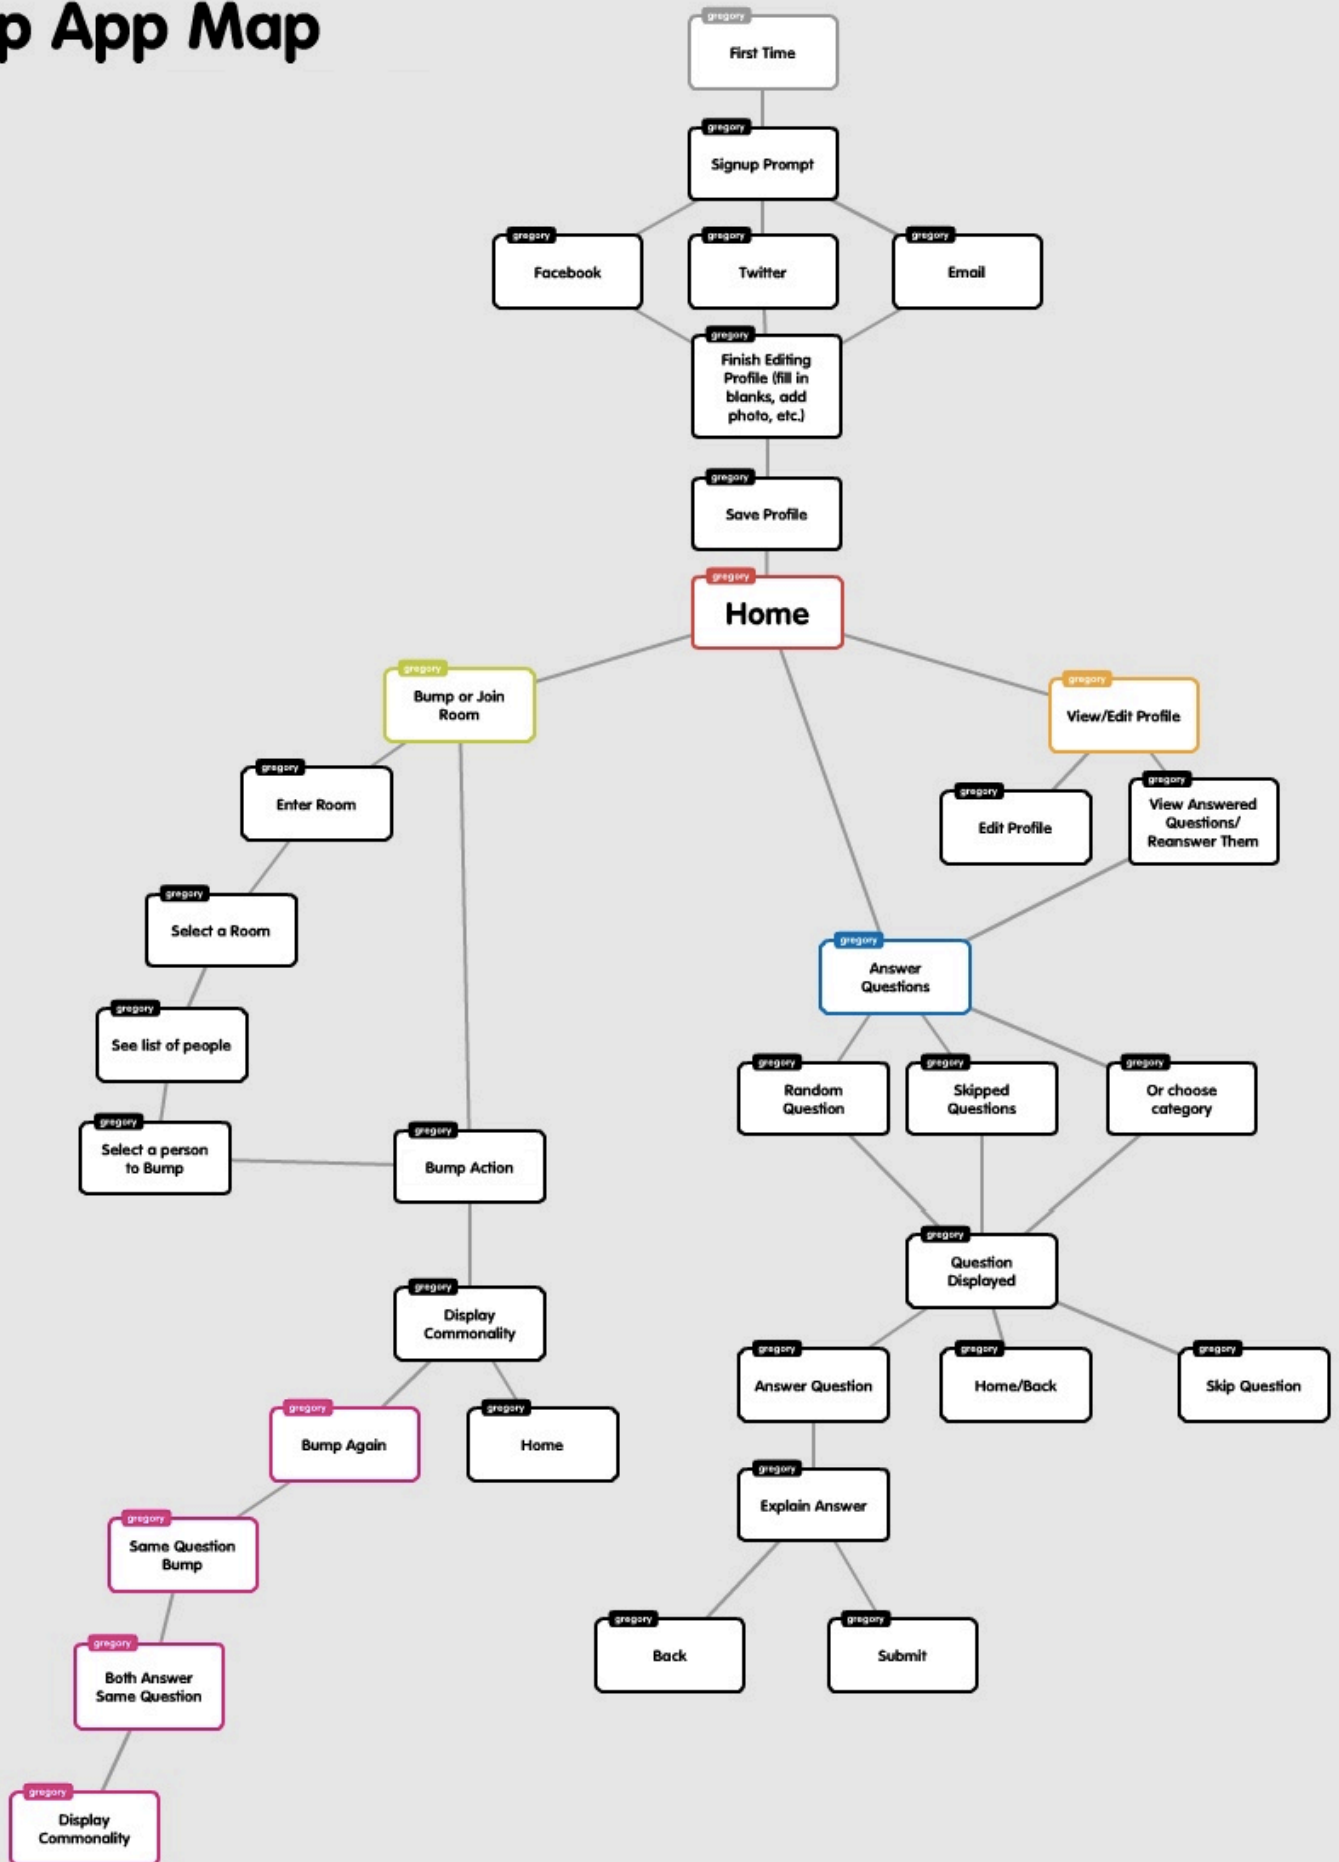 p App Map
gregory
First Time
gregory
Signup Prompt
gregory
Facebook
gregory
Twitter
gregory
Email
gregory
Finish Editing
Profile (fill in
blanks, add
photo, etc.)
gregory
Save Profile
gregory
Home
gregory
Bump or Join
Room
gregory
View/Edit Profile
gregory
Enter Room
gregory
Edit Profile
gregory
View Answered
Questions/
Reanswer Them
gregory
Select a Room
gregory
Answer
Questions
gregory
See list of people
gregory
Random
Question
gregory
Skipped
Questions
gregory
Or choose
category
gregory
Select a person
to Bump
gregory
Bump Action
gregory
Question
Displayed
gregory
Display
Commonality
gregory
Answer Question
gregory
Home/Back
gregory
Skip Question
gregory
Bump Again
gregory
Home
gregory
Explain Answer
gregory
Same Question
Bump
gregory
Back
gregory
Submit
gregory
Both Answer
Same Question
gregory
Display
Commonality